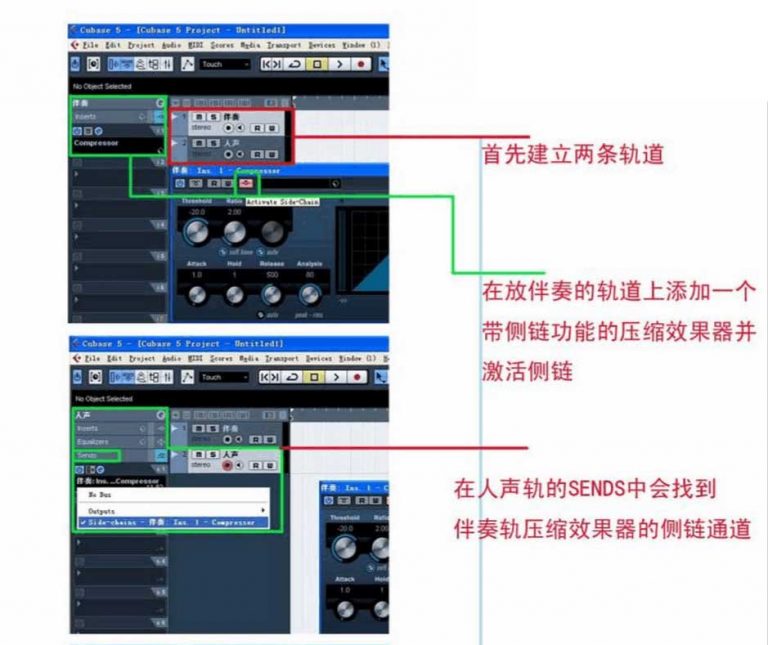 Cubase 5 - [Cubase 5 Project - Untitled1]
File Edit Project Audio MIDI Scores Media Transport Devices Window (1)
Touch
No Object Selected
伴奏
Inserts
i 1
Compressor
i 2
1 m S 伴奏
stereo R W
2 m S 人声
stereo R W
首先建立两条轨道
伴奏: Ins. 1 - Compressor
R W
Activate Side-Chain
Threshold Ratio
-20.0 2.00
soft knee auto
Attack Hold Release Analysis
1.0 1 500 80
auto peak - rms
i 4
i 5
i 6
i 7
i 8
在放伴奏的轨道上添加一个
带侧链功能的压缩效果器并
激活侧链
Cubase 5 - [Cubase 5 Project - Untitled1]
File Edit Project Audio MIDI Scores Media Transport Devices Window (1)
Touch
No Object Selected
人声
Inserts
Equalizers
Sends
1 m S 伴奏
stereo R W
2 m S 人声
stereo R W
伴奏: Ins. ...Compressor
No Bus
Outputs
Side-chains - 伴奏: Ins. 1 - Compressor
在人声轨的SENDS中会找到
伴奏轨压缩效果器的侧链通道
伴奏: Ins. 1 - Compressor
Threshold
-20.0
Attack
1.0